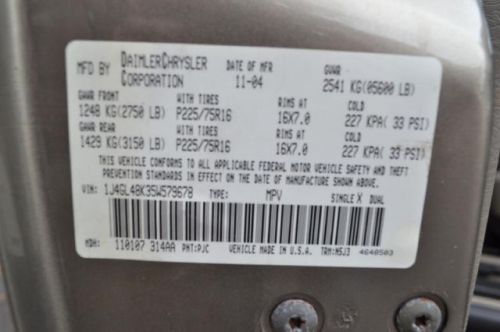 MFD BY DAIMLERCHRYSLER CORPORATION DATE OF MFR 11-04 GVWR 2541 KG(05600 LB)
GAWR FRONT WITH TIRES RIMS AT COLD
1248 KG(2750 LB) P225/75R16 16X7.0 227 KPA( 33 PSI)
GAWR REAR WITH TIRES RIMS AT COLD
1429 KG(3150 LB) P225/75R16 16X7.0 227 KPA( 33 PSI)
THIS VEHICLE CONFORMS TO ALL APPLICABLE FEDERAL MOTOR VEHICLE SAFETY AND THEFT
PREVENTION STANDARDS IN EFFECT ON THE DATE OF MANUFACTURE SHOWN ABOVE.
VIN: 1J4GL48K35W579678 TYPE: MPV SINGLE X DUAL
MDH: 110107 314AA PNT:PJC VEHICLE MADE IN U.S.A. TRM:N5J3 4648503